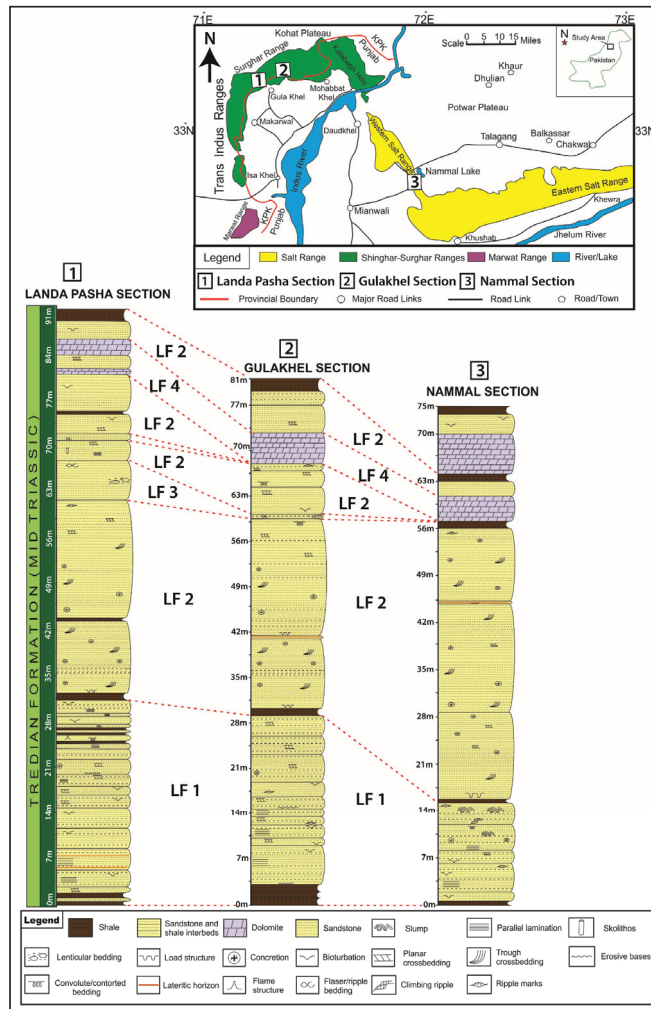 71E
72E
73E
Kohat Plateau
KPK
Punjab
Scale
0 5 10 15
Miles
Study Area
Pakistan
N
N
Surghar Range
Kalabagh Hills
1
2
Gula Khel
Mohabbat
Khel
Khaur
Dhulian
Potwar Plateau
Trans Indus Ranges
33N
33N
Makarwal
Daudkhel
Western Salt Range
Talagang
Balkassar
Chakwal
Isa Khel
Indus River
Nammal Lake
3
Eastern Salt Range
KPK
Punjab
Marwat Range
Mianwali
Khewra
Khushab
Jhelum River
Legend
Salt Range
Shinghar-Surghar Ranges
Marwat Range
River/Lake
1 Landa Pasha Section
2 Gulakhel Section
3 Nammal Section
Provincial Boundary
Major Road Links
Road Link
Road/Town
1
LANDA PASHA SECTION
2
GULAKHEL SECTION
3
NAMMAL SECTION
TREDIAN FORMATION (MID TRIASSIC)
91m
84m
77m
70m
63m
56m
49m
42m
35m
28m
21m
14m
7m
0m
LF 2
LF 4
LF 2
LF 2
LF 3
LF 2
LF 1
81m
77m
70m
63m
56m
49m
42m
35m
28m
21m
14m
7m
0m
LF 2
LF 4
LF 2
LF 2
LF 1
75m
70m
63m
56m
49m
42m
35m
28m
21m
14m
7m
0m
Legend
Shale
Sandstone and
shale interbeds
Dolomite
Sandstone
Slump
Parallel lamination
Skolithos
Lenticular bedding
Load structure
Concretion
Bioturbation
Planar
crossbedding
Trough
crossbedding
Erosive bases
Convolute/contorted
bedding
Lateritic horizon
Flame
structure
Flaser/ripple
bedding
Climbing ripple
Ripple marks